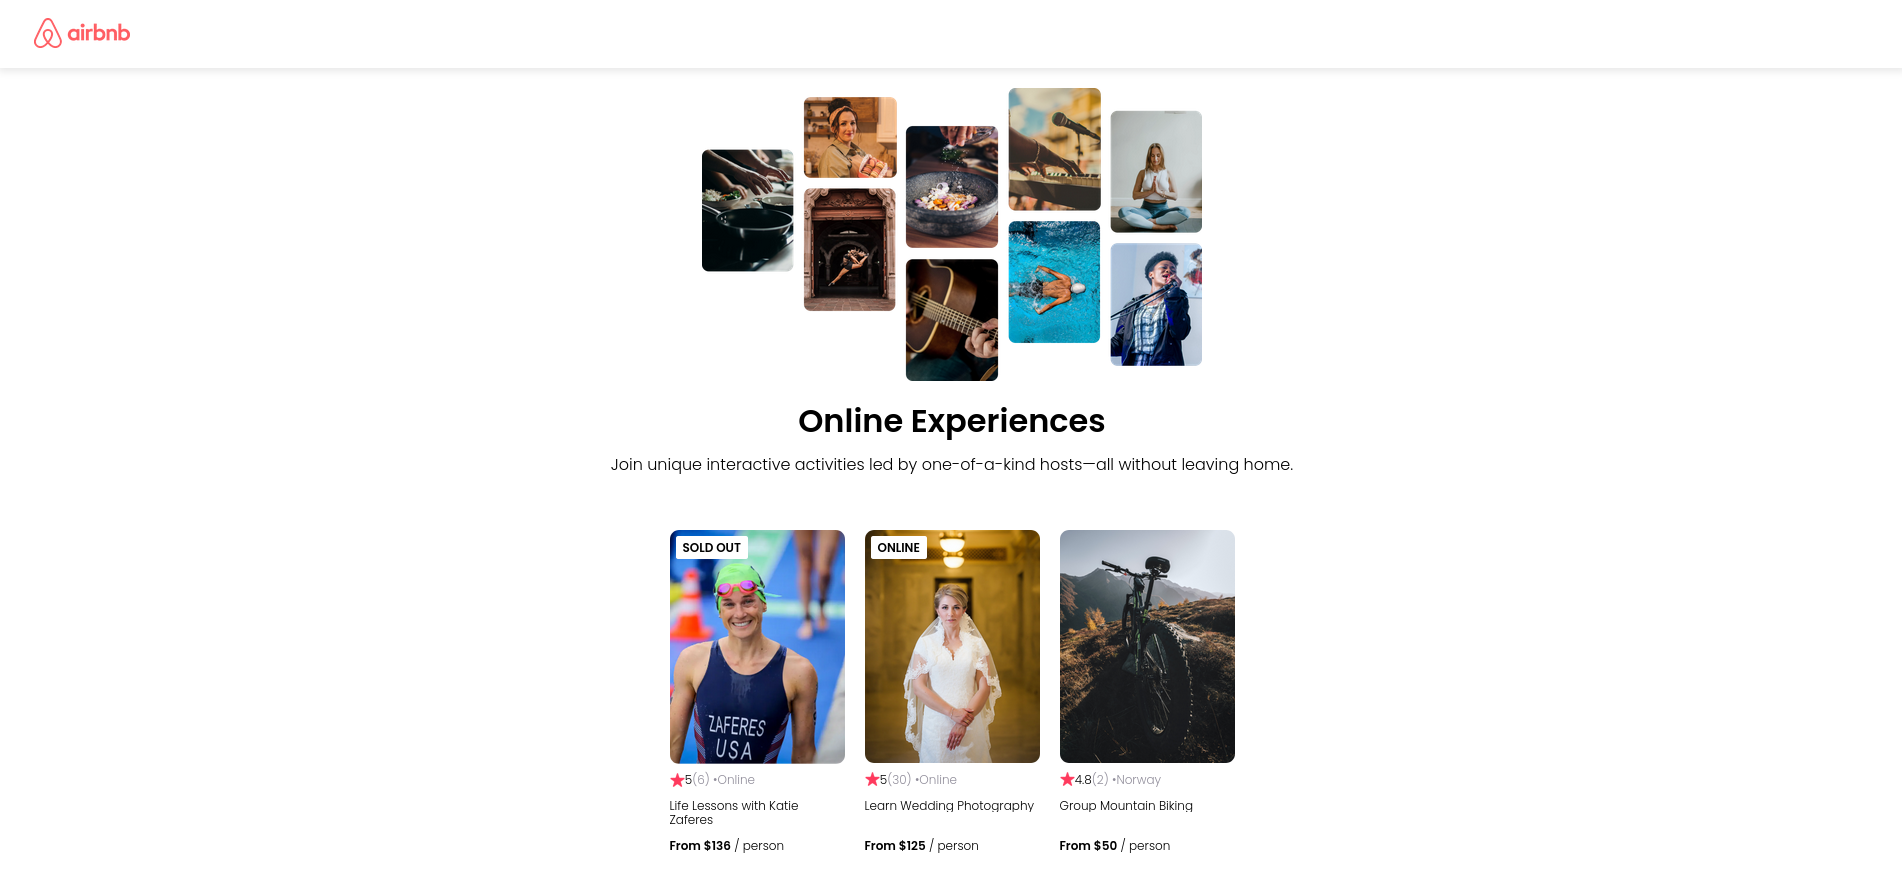 airbnb
Online Experiences
Join unique interactive activities led by one-of-a-kind hosts—all without leaving home.
SOLD OUT
ZAFERES
USA
5(6) •Online
Life Lessons with Katie
Zaferes
From $136 / person
ONLINE
5(30) •Online
Learn Wedding Photography
From $125 / person
4.8(2) •Norway
Group Mountain Biking
From $50 / person